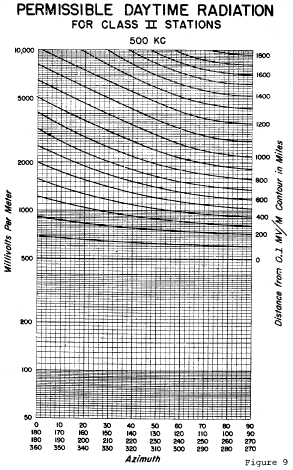 PERMISSIBLE DAYTIME RADIATION
FOR CLASS II STATIONS
500 KC
10,000
5000
2000
1000
500
200
100
50
Millivolts Per Meter
1800
1600
1400
1200
1000
800
600
400
200
0
Distance from 0.1 MV/M Contour in Miles
0 10 20 30 40 50 60 70 80 90
180 170 160 150 140 130 120 110 100 90
180 190 200 210 220 230 240 250 260 270
360 350 340 330 320 310 300 290 280 270
Azimuth
Figure 9